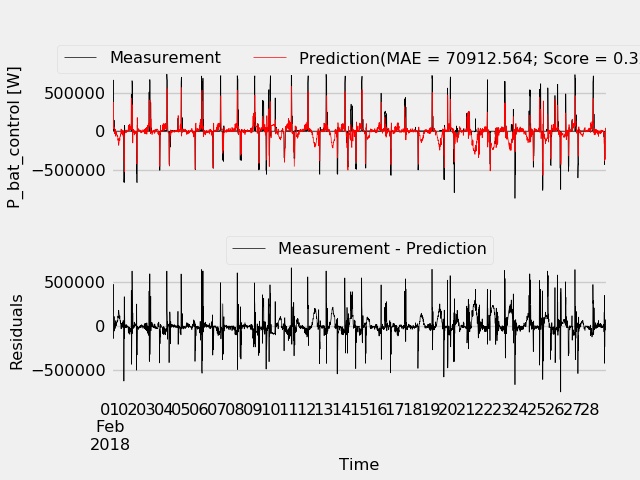 Measurement Prediction(MAE = 70912.564; Score = 0.3
P_bat_control [W]
500000
0
−500000
Measurement - Prediction
Residuals
500000
0
−500000
01020304050607080910111213141516171819202122232425262728
Feb
2018
Time